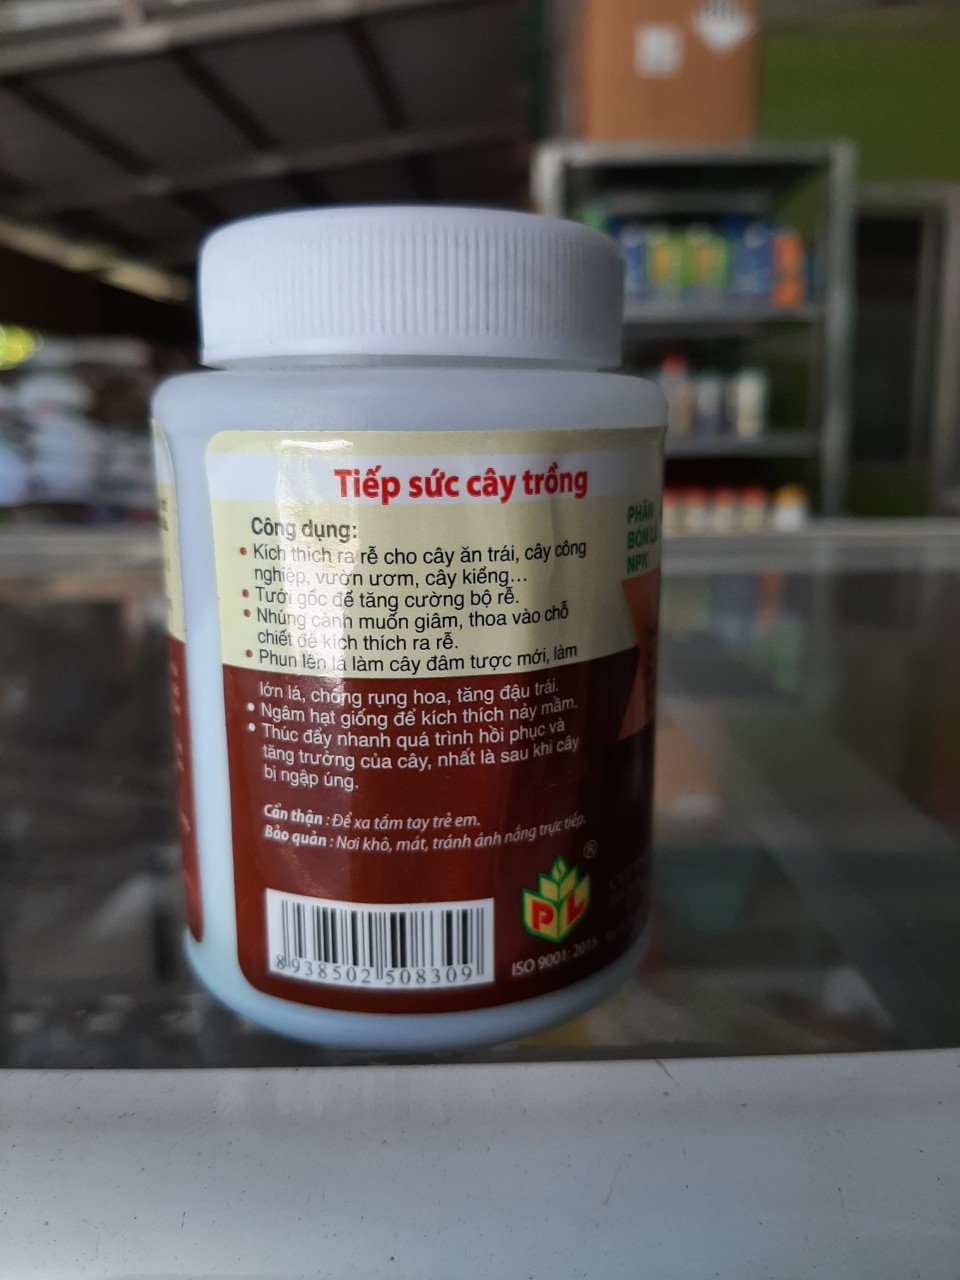 Tiếp sức cây trồng
Công dụng:
• Kích thích ra rễ cho cây ăn trái, cây công
nghiệp, vườn ươm, cây kiểng...
• Tưới gốc để tăng cường bộ rễ.
• Nhúng cành muốn giâm, thoa vào chỗ
chiết để kích thích ra rễ.
• Phun lên lá làm cây đâm tược mới, làm
lớn lá, chống rụng hoa, tăng đậu trái.
• Ngâm hạt giống để kích thích nảy mầm.
• Thúc đẩy nhanh quá trình hồi phục và
tăng trưởng của cây, nhất là sau khi cây
bị ngập úng.
Cẩn thận : Để xa tầm tay trẻ em.
Bảo quản : Nơi khô, mát, tránh ánh nắng trực tiếp.
8 938502 508309
PL ®
ISO 9001: 2015
PHÂN
BÓN LÁ
NPK